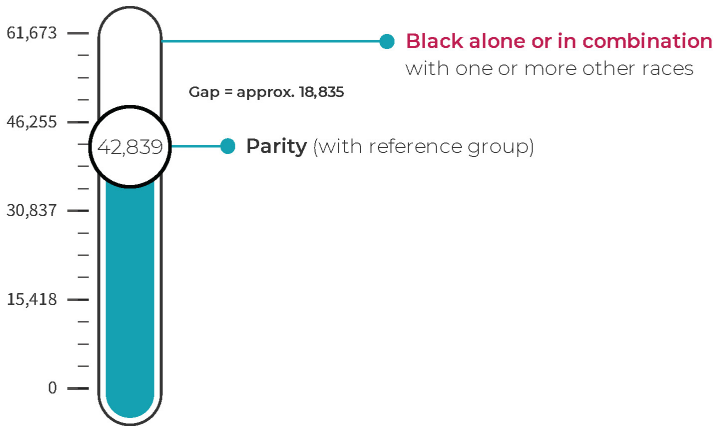 61,673
Black alone or in combination
with one or more other races
Gap = approx. 18,835
46,255
42,839
Parity (with reference group)
30,837
15,418
0